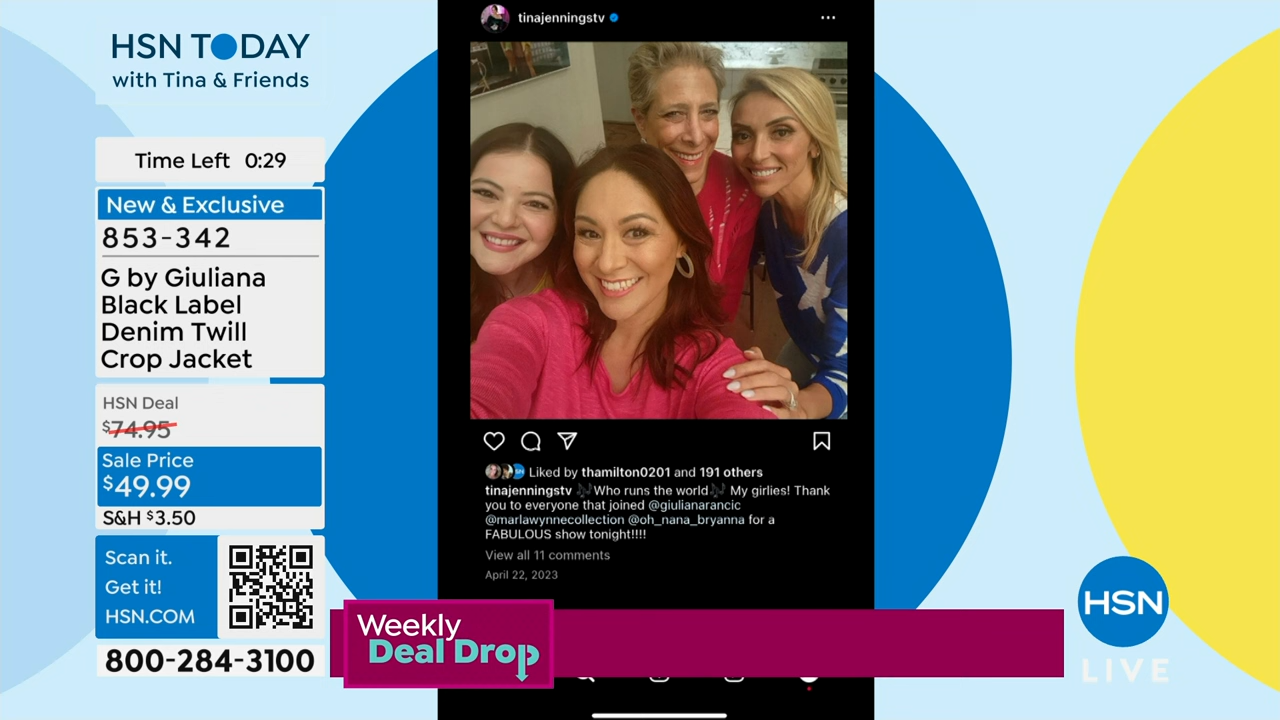 HSN TODAY
with Tina & Friends
Time Left 0:29
New & Exclusive
853-342
G by Giuliana
Black Label
Denim Twill
Crop Jacket
HSN Deal
$74.95
Sale Price
$49.99
S&H $3.50
Scan it.
Get it!
HSN.COM
800-284-3100
tinajenningstv
Liked by thamilton0201 and 191 others
tinajenningstv 🎶Who runs the world🎶 My girlies! Thank
you to everyone that joined @giulianarancic
@marlawynnecollection @oh_nana_bryanna for a
FABULOUS show tonight!!!!
View all 11 comments
April 22, 2023
Weekly
Deal Drop
HSN
LIVE